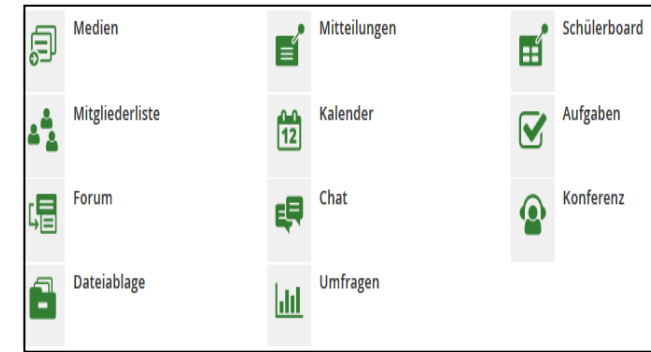 Medien
Mitteilungen
Schülerboard
Mitgliederliste
12
Kalender
Aufgaben
Forum
Chat
Konferenz
Dateiablage
Umfragen